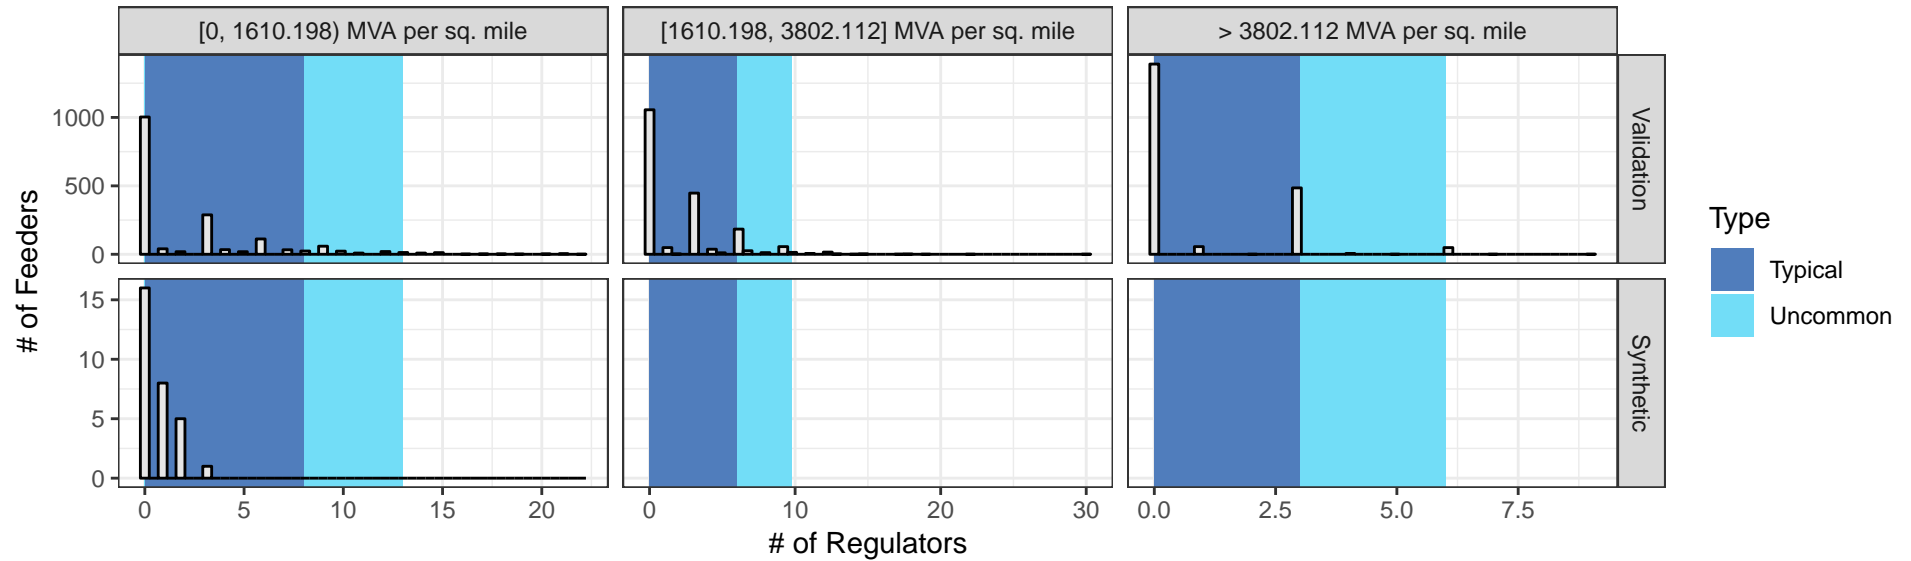 [0, 1610.198) MVA per sq. mile
[1610.198, 3802.112] MVA per sq. mile
> 3802.112 MVA per sq. mile
# of Feeders
1000
500
0
Validation
15
10
5
0
Synthetic
0 5 10 15 20
0 10 20 30
0.0 2.5 5.0 7.5
# of Regulators
Type
Typical
Uncommon